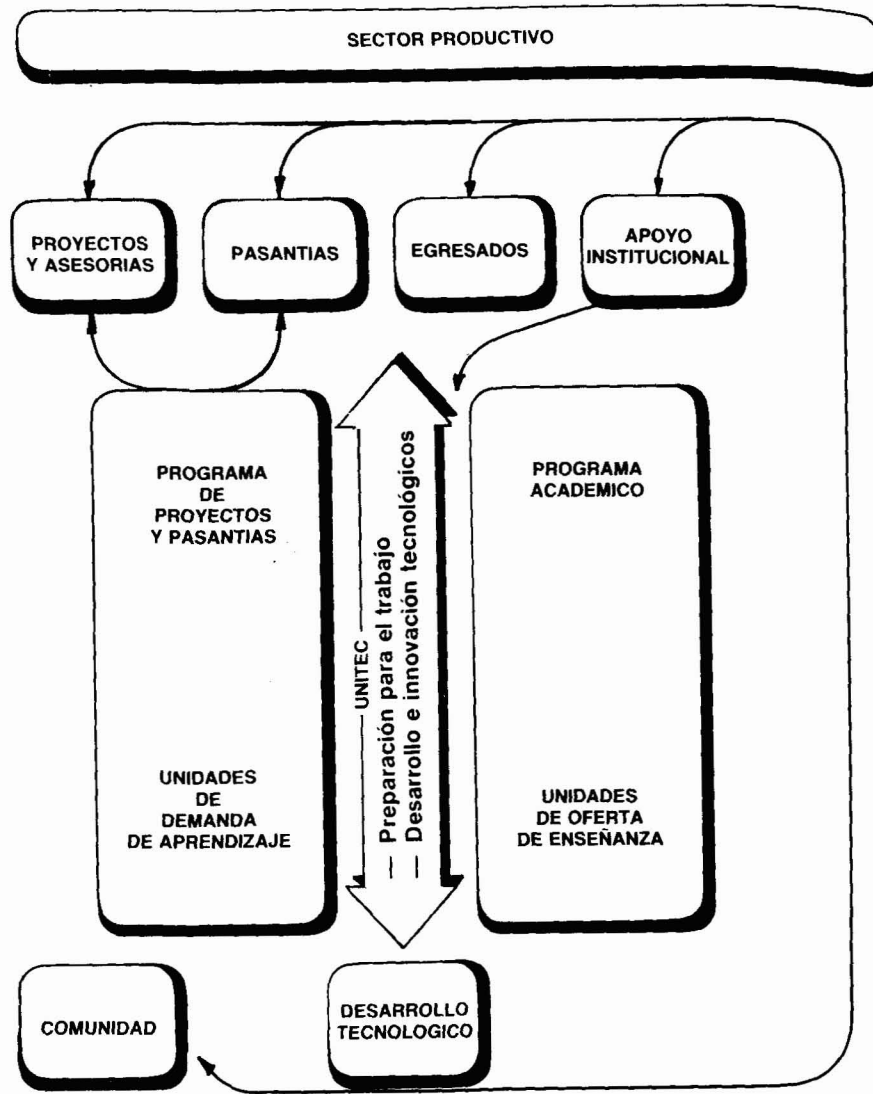 SECTOR PRODUCTIVO
PROYECTOS
Y ASESORIAS
PASANTIAS
EGRESADOS
APOYO
INSTITUCIONAL
PROGRAMA
DE
PROYECTOS
Y PASANTIAS
UNIDADES
DE
DEMANDA
DE APRENDIZAJE
UNITEC
— Preparación para el trabajo
— Desarrollo e innovación tecnológicos
PROGRAMA
ACADEMICO
UNIDADES
DE OFERTA
DE ENSEÑANZA
COMUNIDAD
DESARROLLO
TECNOLOGICO